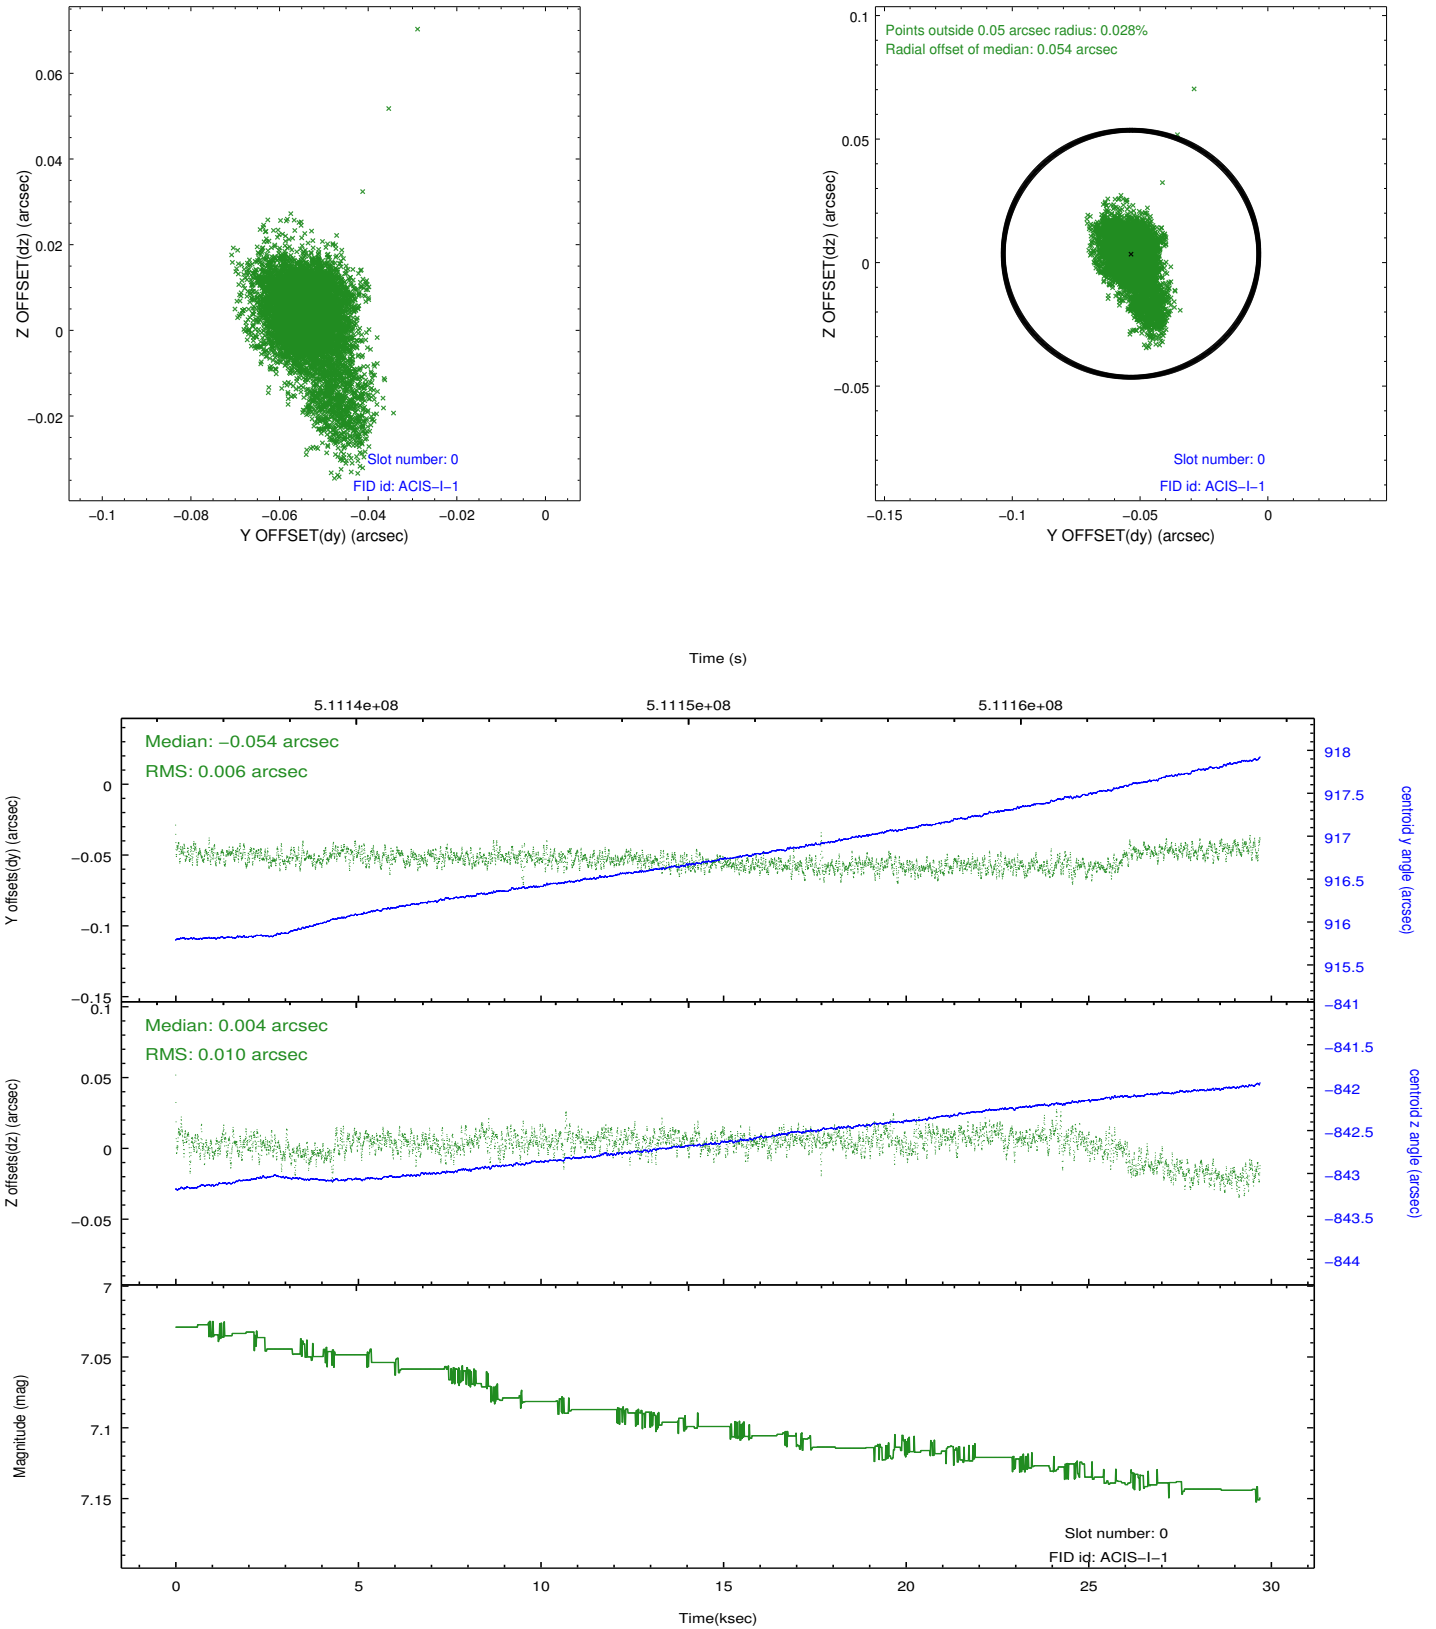 0.06
0.04
0.02
0
−0.02
Z OFFSET(dz) (arcsec)
Slot number: 0
FID id: ACIS−I−1
−0.1
−0.08
−0.06
−0.04
−0.02
0
Y OFFSET(dy) (arcsec)
Points outside 0.05 arcsec radius: 0.028%
Radial offset of median: 0.054 arcsec
0.1
0.05
0
−0.05
Z OFFSET(dz) (arcsec)
Slot number: 0
FID id: ACIS−I−1
−0.15
−0.1
−0.05
0
Y OFFSET(dy) (arcsec)
Time (s)
5.1114e+08
5.1115e+08
5.1116e+08
Median: −0.054 arcsec
RMS: 0.006 arcsec
0
−0.05
−0.1
−0.15
Y offsets(dy) (arcsec)
918
917.5
917
916.5
916
915.5
centroid y angle (arcsec)
Median: 0.004 arcsec
RMS: 0.010 arcsec
0.1
0.05
0
−0.05
Z offsets(dz) (arcsec)
−841
−841.5
−842
−842.5
−843
−843.5
−844
centroid z angle (arcsec)
7
7.05
7.1
7.15
Magnitude (mag)
Slot number: 0
FID id: ACIS−I−1
0
5
10
15
20
25
30
Time(ksec)